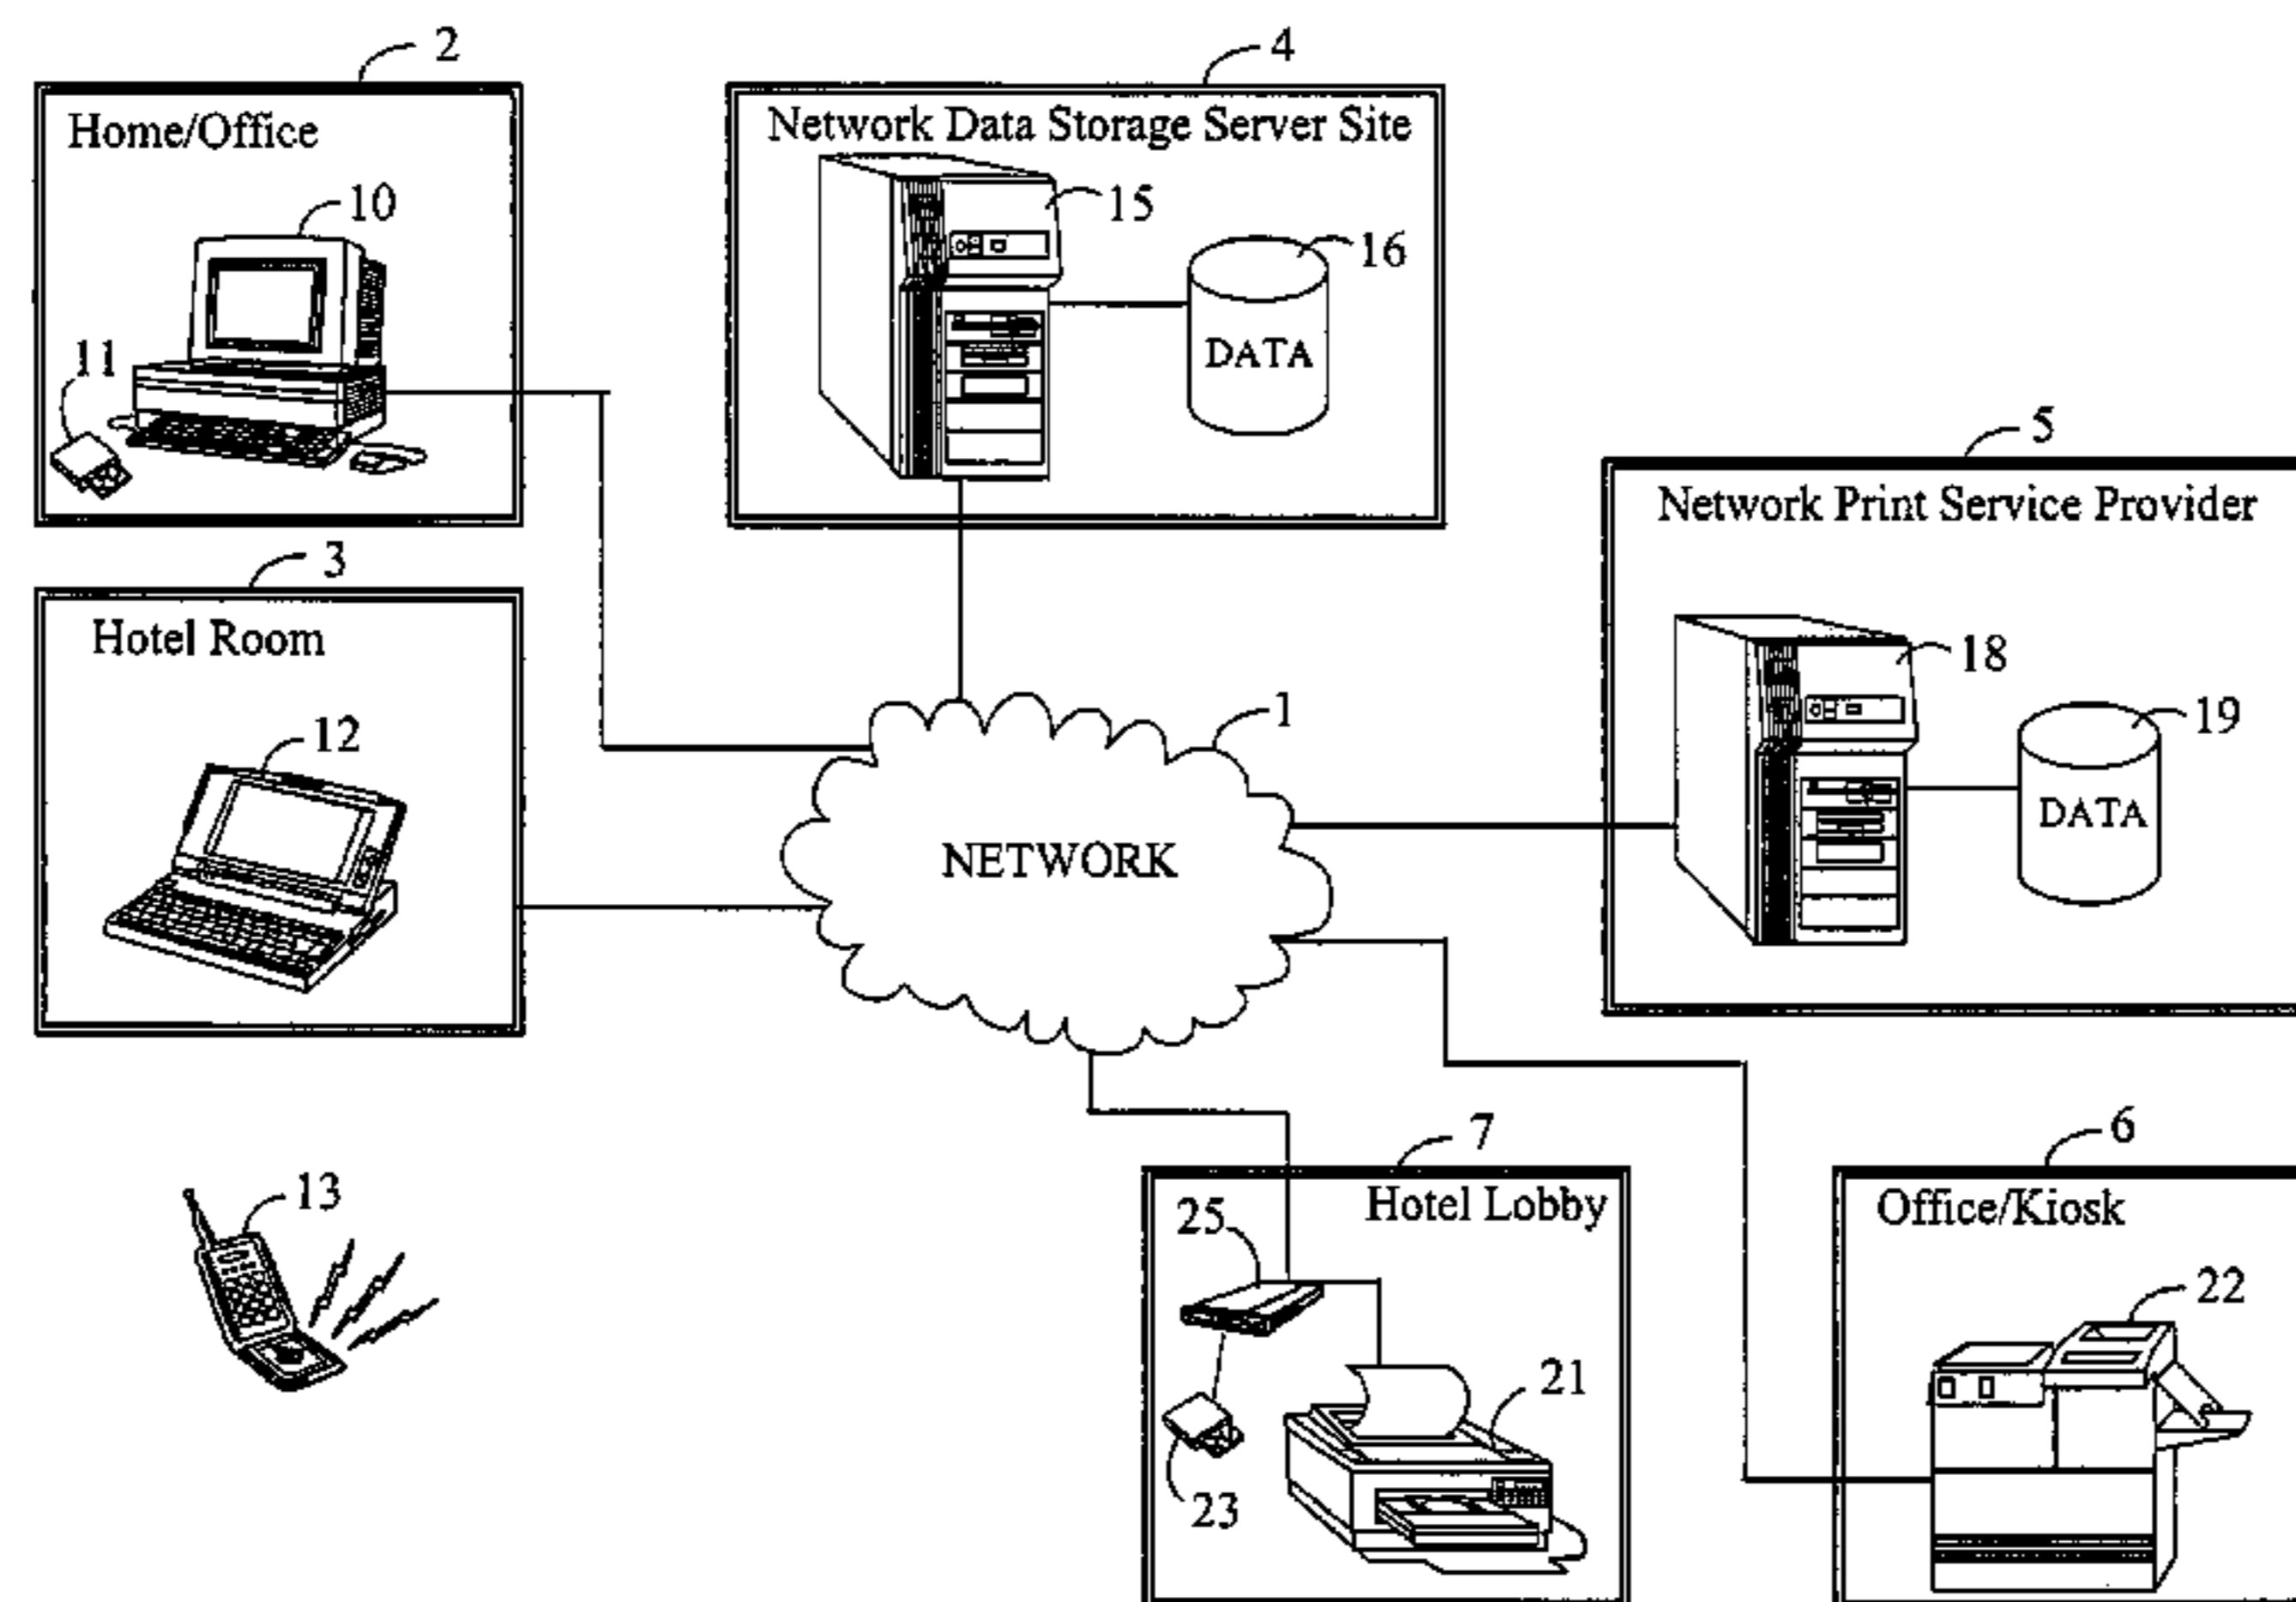 2
4
Home/Office
Network Data Storage Server Site
10
15
16
11
DATA
5
Network Print Service Provider
3
Hotel Room
18
12
1
19
NETWORK
DATA
7
6
13
25
Hotel Lobby
Office/Kiosk
22
21
23